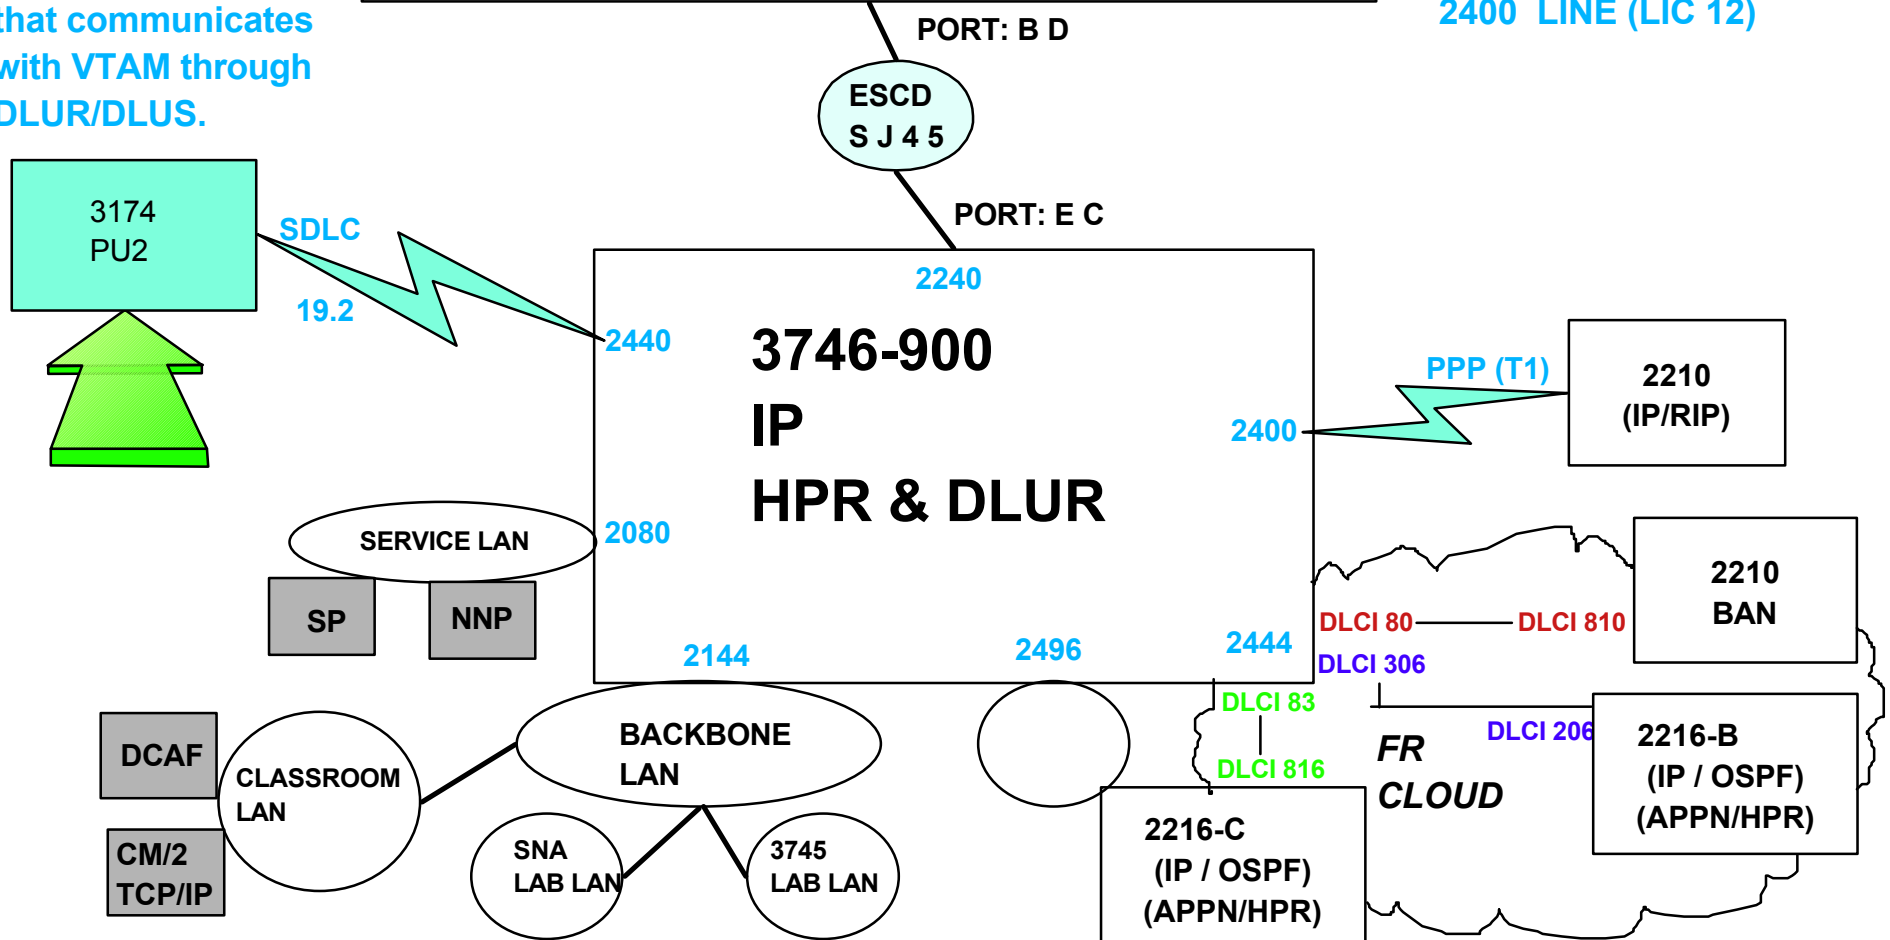 that communicates
with VTAM through
DLUR/DLUS.
PORT: B D
2400  LINE (LIC 12)
ESCD
S J 4 5
PORT: E C
3174
PU2
SDLC
19.2
2240
2440
3746-900
IP
HPR & DLUR
2400
PPP (T1)
2210
(IP/RIP)
SERVICE LAN
2080
SP
NNP
2144
2496
2444
DLCI 80
DLCI 810
2210
BAN
DLCI 306
DLCI 83
DLCI 206
DLCI 816
FR
CLOUD
2216-B
(IP / OSPF)
(APPN/HPR)
BACKBONE
LAN
DCAF
CLASSROOM
LAN
CM/2
TCP/IP
SNA
LAB LAN
3745
LAB LAN
2216-C
(IP / OSPF)
(APPN/HPR)